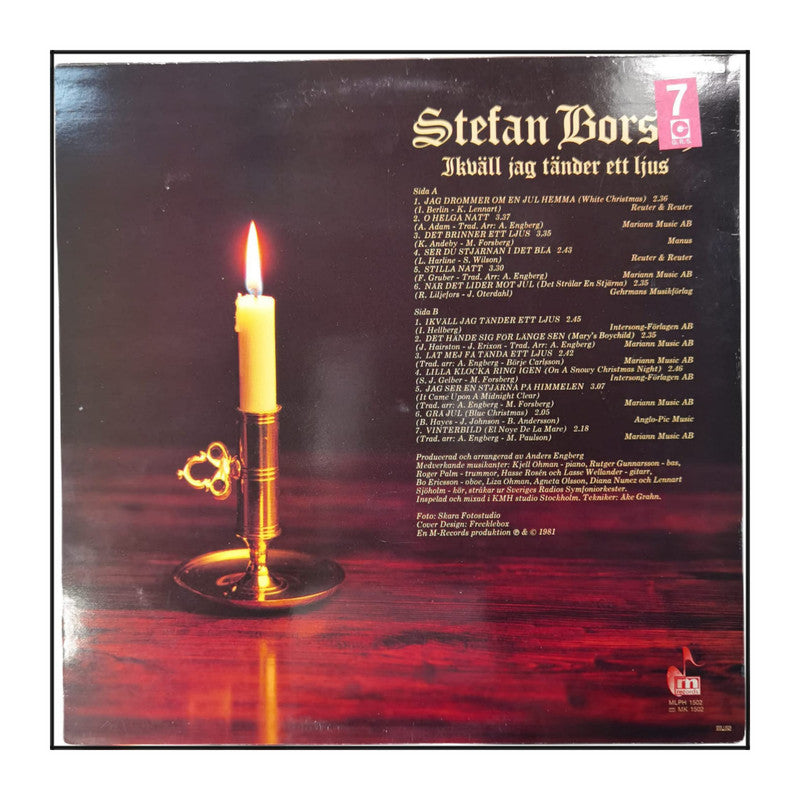 Stefan Bors
7
C
G.R.S.
Ikväll jag tänder ett ljus
Sida A
1. JAG DRÖMMER OM EN JUL HEMMA (White Christmas) 2.36
(I. Berlin - K. Lennart) Reuter & Reuter
2. O HELGA NATT 3.37
(A. Adam - Trad. Arr: A. Engberg) Mariann Music AB
3. DET BRINNER ETT LJUS 3.35
(K. Andeby - M. Forsberg) Manus
4. SER DU STJÄRNAN I DET BLÅ 2.43
(L. Harline - S. Wilson) Reuter & Reuter
5. STILLA NATT 3.30
(F. Gruber - Trad. Arr: A. Engberg) Mariann Music AB
6. NÄR DET LIDER MOT JUL (Det Strålar En Stjärna) 2.35
(R. Liljefors - J. Oterdahl) Gehrmans Musikförlag
Sida B
1. IKVÄLL JAG TÄNDER ETT LJUS 2.45
(I. Hellberg) Intersong-Förlagen AB
2. DET HÄNDE SIG FÖR LÄNGE SEN (Mary's Boychild) 2.35
(J. Hairston - J. Erixon - Trad. Arr: A. Engberg) Mariann Music AB
3. LÅT MEJ FÅ TÄNDA ETT LJUS 2.42
(Trad. arr: A. Engberg - Börje Carlsson) Mariann Music AB
4. LILLA KLOCKA RING IGEN (On A Snowy Christmas Night) 2.46
(S. J. Gelber - M. Forsberg) Intersong-Förlagen AB
5. JAG SER EN STJÄRNA PÅ HIMMELEN 3.07
(It Came Upon A Midnight Clear)
(Trad. arr: A. Engberg - M. Forsberg) Mariann Music AB
6. GRÅ JUL (Blue Christmas) 2.05
(B. Hayes - J. Johnson - B. Andersson) Anglo-Pic Music
7. VINTERBILD (El Noye De La Mare) 2.18
(Trad. arr: A. Engberg - M. Paulson) Mariann Music AB
Producerad och arrangerad av Anders Engberg
Medverkande musikanter: Kjell Öhman - piano, Rutger Gunnarsson - bas,
Roger Palm - trummor, Hasse Rosén och Lasse Wellander - gitarr,
Bo Ericsson - oboe, Liza Öhman, Agneta Olsson, Diana Nunez och Lennart
Sjöholm - kör, stråkar ur Sveriges Radios Symfoniorkester.
Inspelad och mixad i KMH studio Stockholm. Tekniker: Åke Grahn.
Foto: Skara Fotostudio
Cover Design: Frecklebox
En M-Records produktion ℗ & © 1981
m
records
MLPH 1502
MK 1502